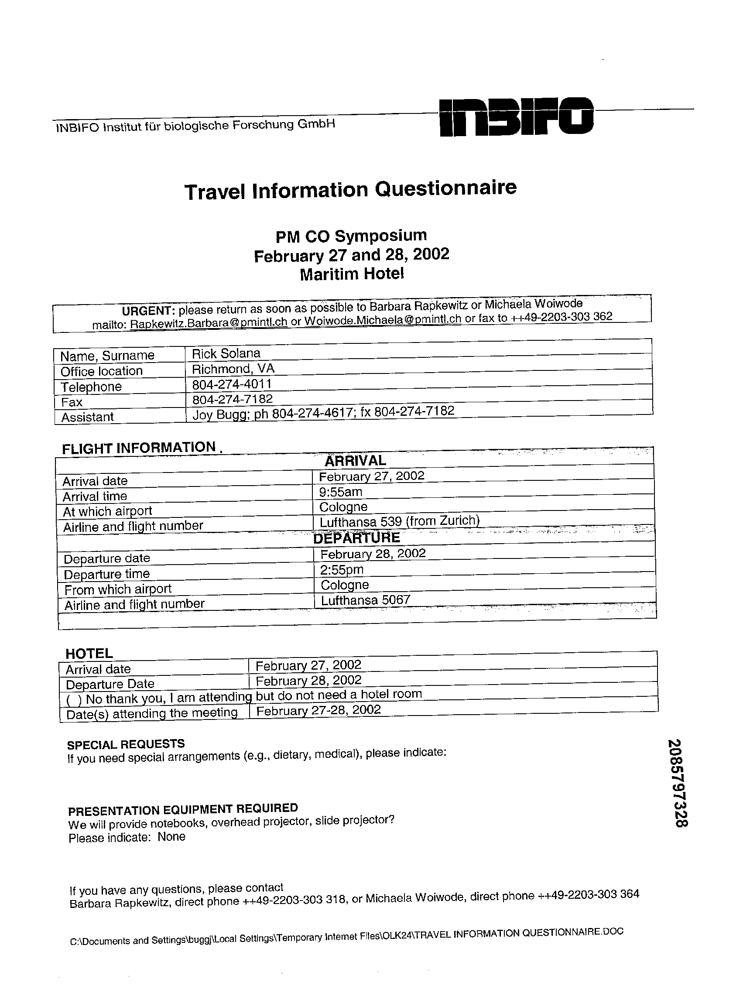 INBIFO Institut für biologische Forschung GmbH
INBIFO
Travel Information Questionnaire
PM CO Symposium
February 27 and 28, 2002
Maritim Hotel
URGENT: please return as soon as possible to Barbara Rapkewitz or Michaela Woiwode
mailto: Rapkewitz.Barbara@pmintl.ch or Woiwode.Michaela@pmintl.ch or fax to ++49-2203-303 362
Name, Surname Rick Solana
Office location Richmond, VA
Telephone 804-274-4011
Fax 804-274-7182
Assistant Joy Bugg; ph 804-274-4617; fx 804-274-7182
FLIGHT INFORMATION
ARRIVAL
Arrival date February 27, 2002
Arrival time 9:55am
At which airport Cologne
Airline and flight number Lufthansa 539 (from Zurich)
DEPARTURE
Departure date February 28, 2002
Departure time 2:55pm
From which airport Cologne
Airline and flight number Lufthansa 5067
HOTEL
Arrival date February 27, 2002
Departure Date February 28, 2002
( ) No thank you, I am attending but do not need a hotel room
Date(s) attending the meeting February 27-28, 2002
SPECIAL REQUESTS
If you need special arrangements (e.g., dietary, medical), please indicate:
PRESENTATION EQUIPMENT REQUIRED
We will provide notebooks, overhead projector, slide projector?
Please indicate: None
If you have any questions, please contact
Barbara Rapkewitz, direct phone ++49-2203-303 318, or Michaela Woiwode, direct phone ++49-2203-303 364
C:\Documents and Settings\buggj\Local Settings\Temporary Internet Files\OLK24\TRAVEL INFORMATION QUESTIONNAIRE.DOC
2085797328